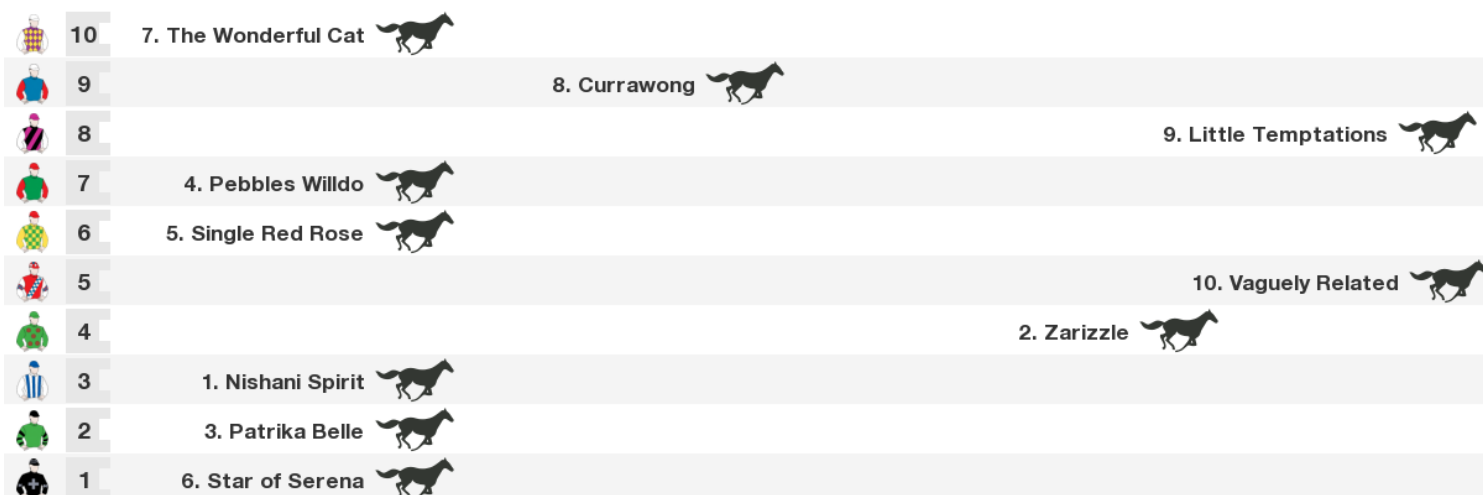 10 7. The Wonderful Cat
9 8. Currawong
8 9. Little Temptations
7 4. Pebbles Willdo
6 5. Single Red Rose
5 10. Vaguely Related
4 2. Zarizzle
3 1. Nishani Spirit
2 3. Patrika Belle
1 6. Star of Serena